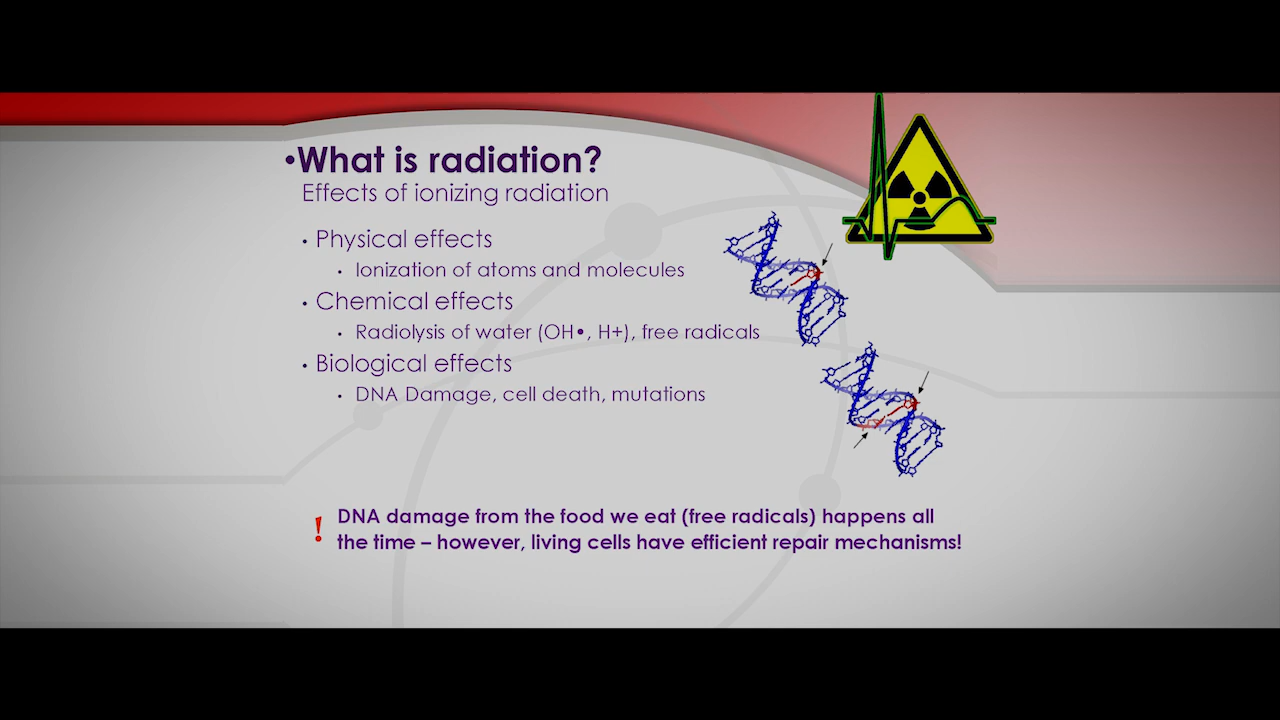 •What is radiation?
Effects of ionizing radiation
• Physical effects
• Ionization of atoms and molecules
• Chemical effects
• Radiolysis of water (OH•, H+), free radicals
• Biological effects
• DNA Damage, cell death, mutations
! DNA damage from the food we eat (free radicals) happens all
the time – however, living cells have efficient repair mechanisms!